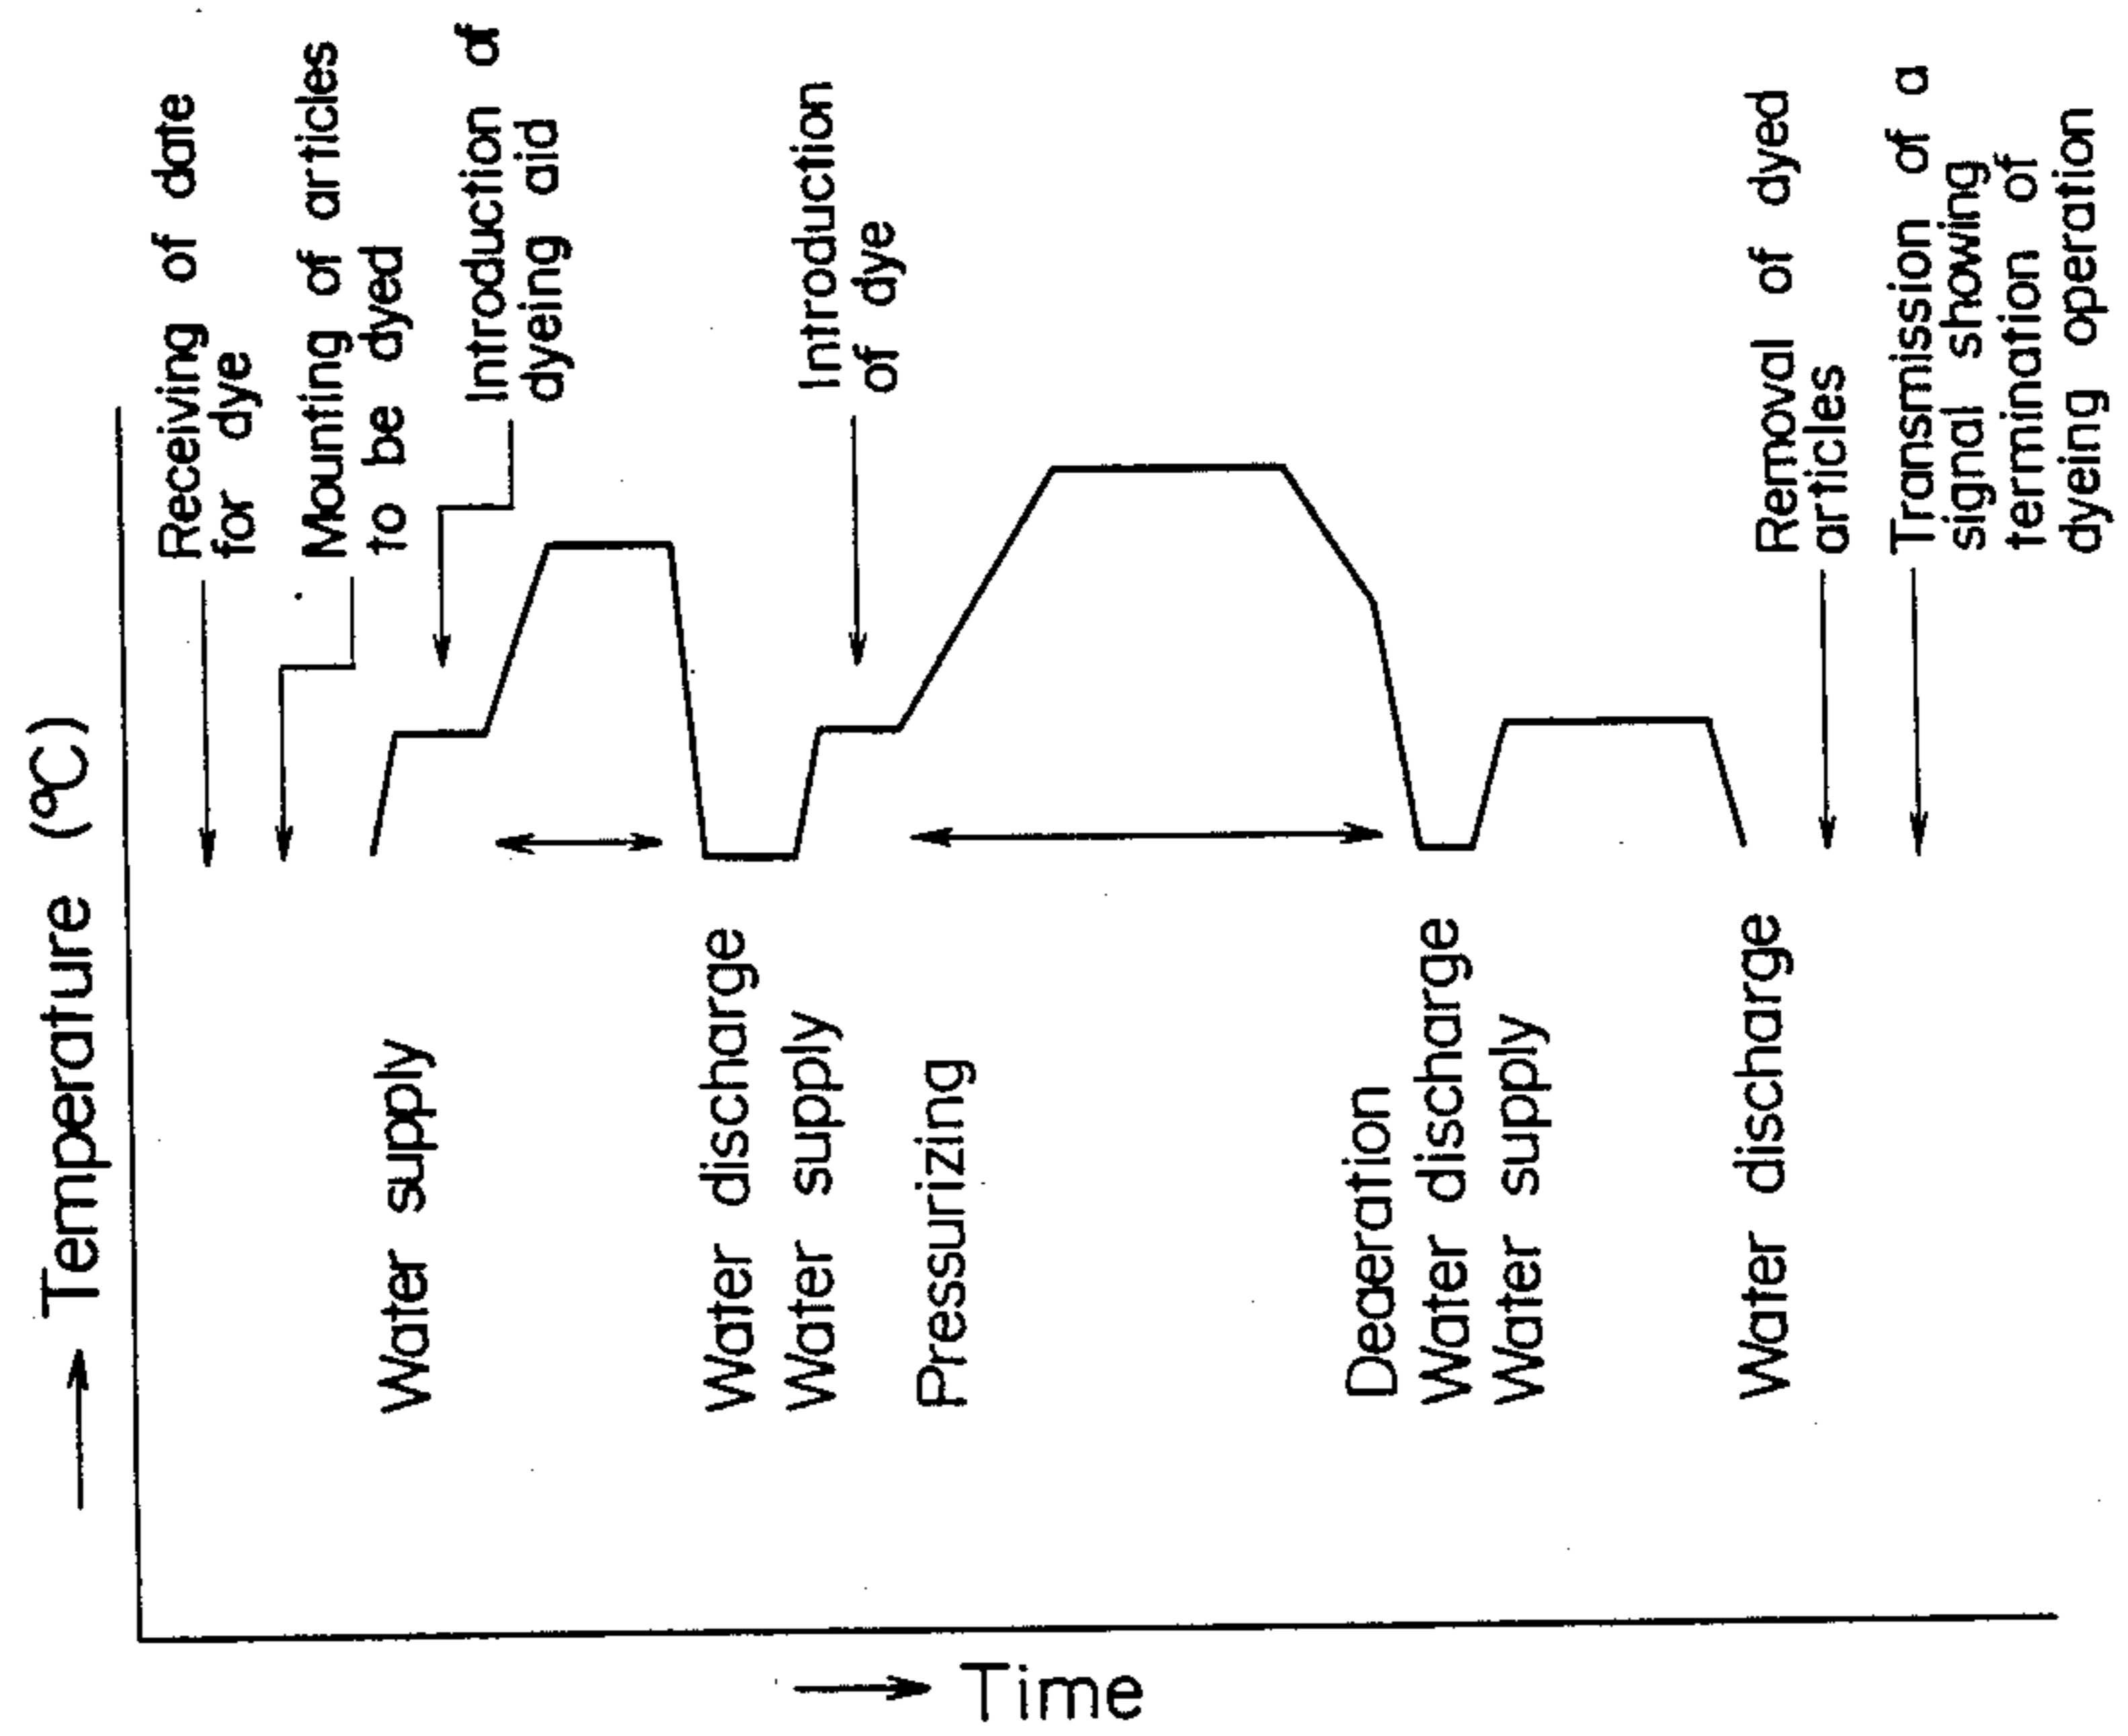 Temperature (°C)
Receiving of date
for dye
Mounting of articles
to be dyed
Introduction of
dyeing aid
Introduction
of dye
Removal of dyed
articles
Transmission of a
signal showing
termination of
dyeing operation
Water supply
Water discharge
Water supply
Pressurizing
Deaeration
Water discharge
Water supply
Water discharge
Time